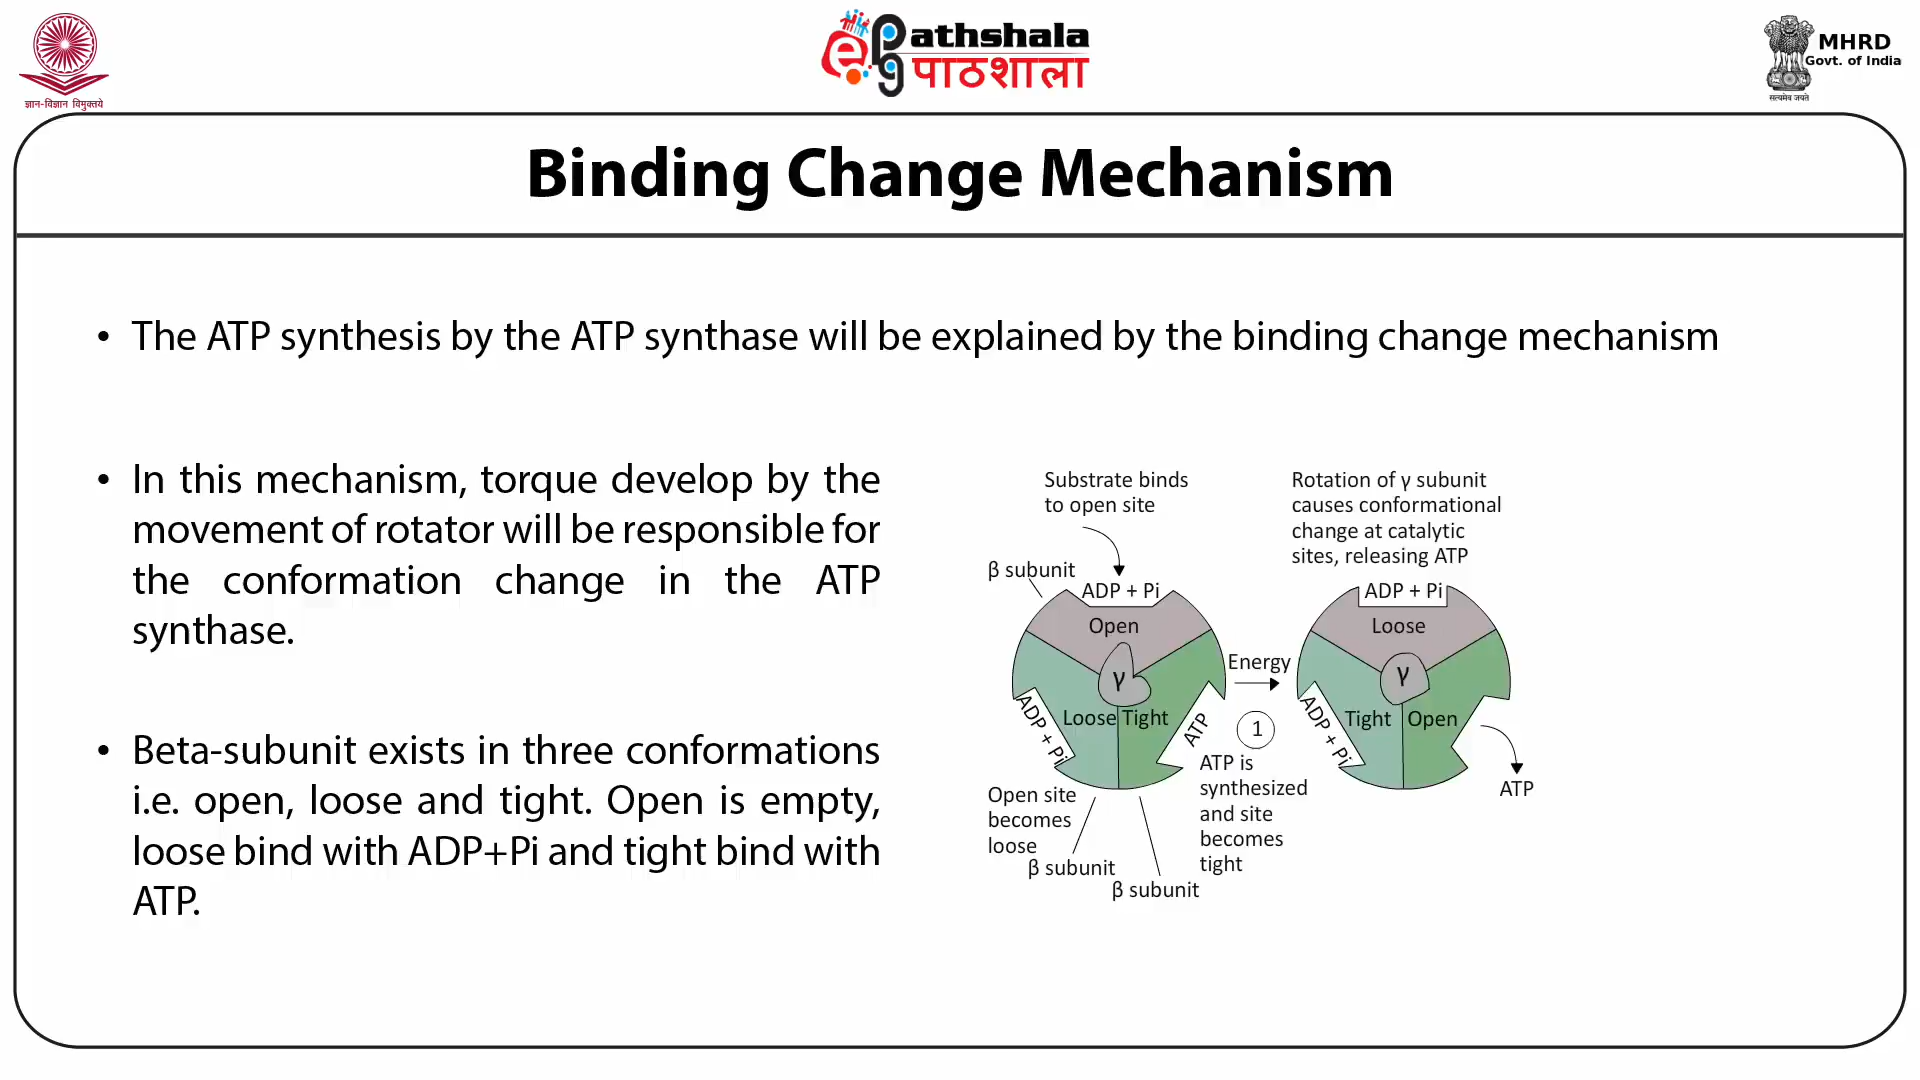 ज्ञान-विज्ञान विमुक्तये
ePG athshala
पाठशाला
MHRD
Govt. of India
सत्यमेव जयते
Binding Change Mechanism
• The ATP synthesis by the ATP synthase will be explained by the binding change mechanism
• In this mechanism, torque develop by the
movement of rotator will be responsible for
the conformation change in the ATP
synthase.
• Beta-subunit exists in three conformations
i.e. open, loose and tight. Open is empty,
loose bind with ADP+Pi and tight bind with
ATP.
Substrate binds
to open site
β subunit
ADP + Pi
Open
γ
Loose
Tight
ADP + Pi
ATP
Open site
becomes
loose
β subunit
β subunit
Energy
1
ATP is
synthesized
and site
becomes
tight
Rotation of γ subunit
causes conformational
change at catalytic
sites, releasing ATP
ADP + Pi
Loose
γ
Tight
Open
ADP + Pi
ATP